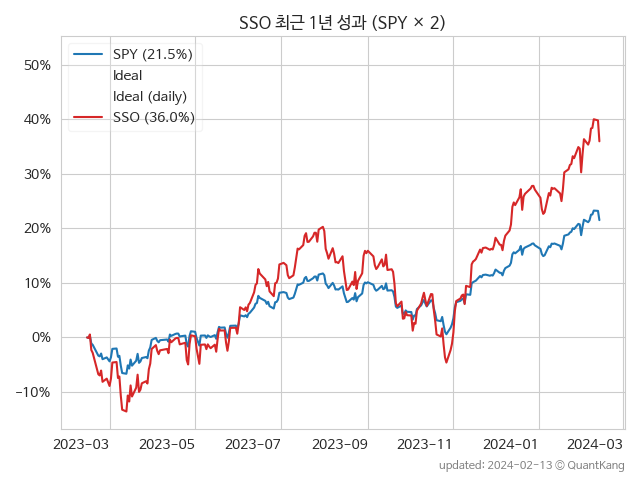 SSO 최근 1년 성과 (SPY × 2)
SPY (21.5%)
Ideal
Ideal (daily)
SSO (36.0%)
50%
40%
30%
20%
10%
0%
−10%
2023-03 2023-05 2023-07 2023-09 2023-11 2024-01 2024-03
updated: 2024-02-13 © QuantKang